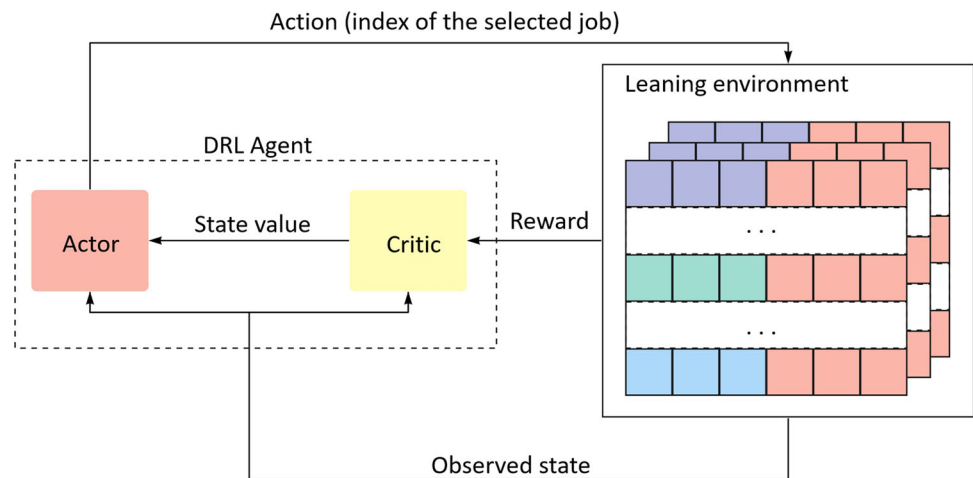 Action (index of the selected job)
Leaning environment
DRL Agent
Actor
State value
Critic
Reward
...
...
Observed state